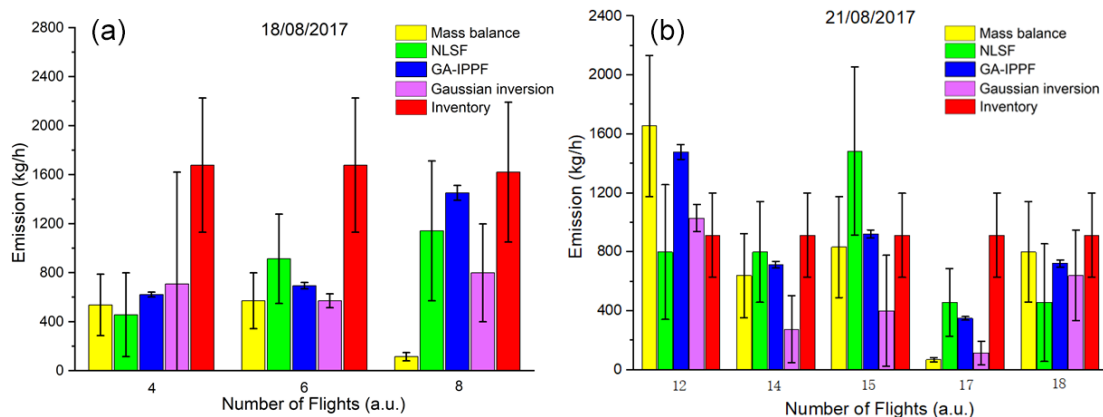 (a)
18/08/2017
Mass balance
NLSF
GA-IPPF
Gaussian inversion
Inventory
2800
2400
2000
1600
1200
800
400
0
Emission (kg/h)
4 6 8
Number of Flights (a.u.)
(b)
21/08/2017
Mass balance
NLSF
GA-IPPF
Gaussian inversion
Inventory
2400
2000
1600
1200
800
400
0
Emission (kg/h)
12 14 15 17 18
Number of Flights (a.u.)